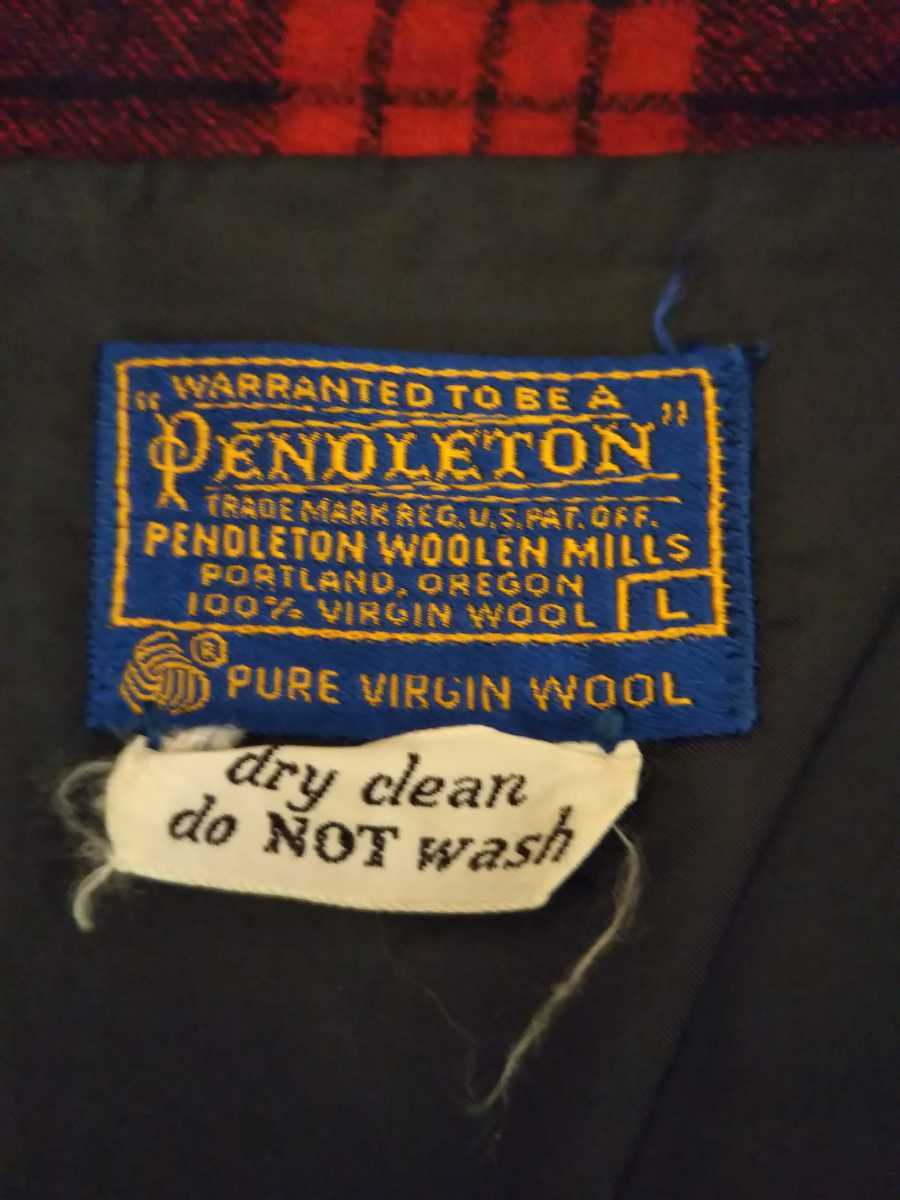 WARRANTED TO BE A
"PENDLETON"
TRADE MARK REG. U.S. PAT. OFF.
PENDLETON WOOLEN MILLS
PORTLAND, OREGON
100% VIRGIN WOOL L
® PURE VIRGIN WOOL
dry clean
do NOT wash